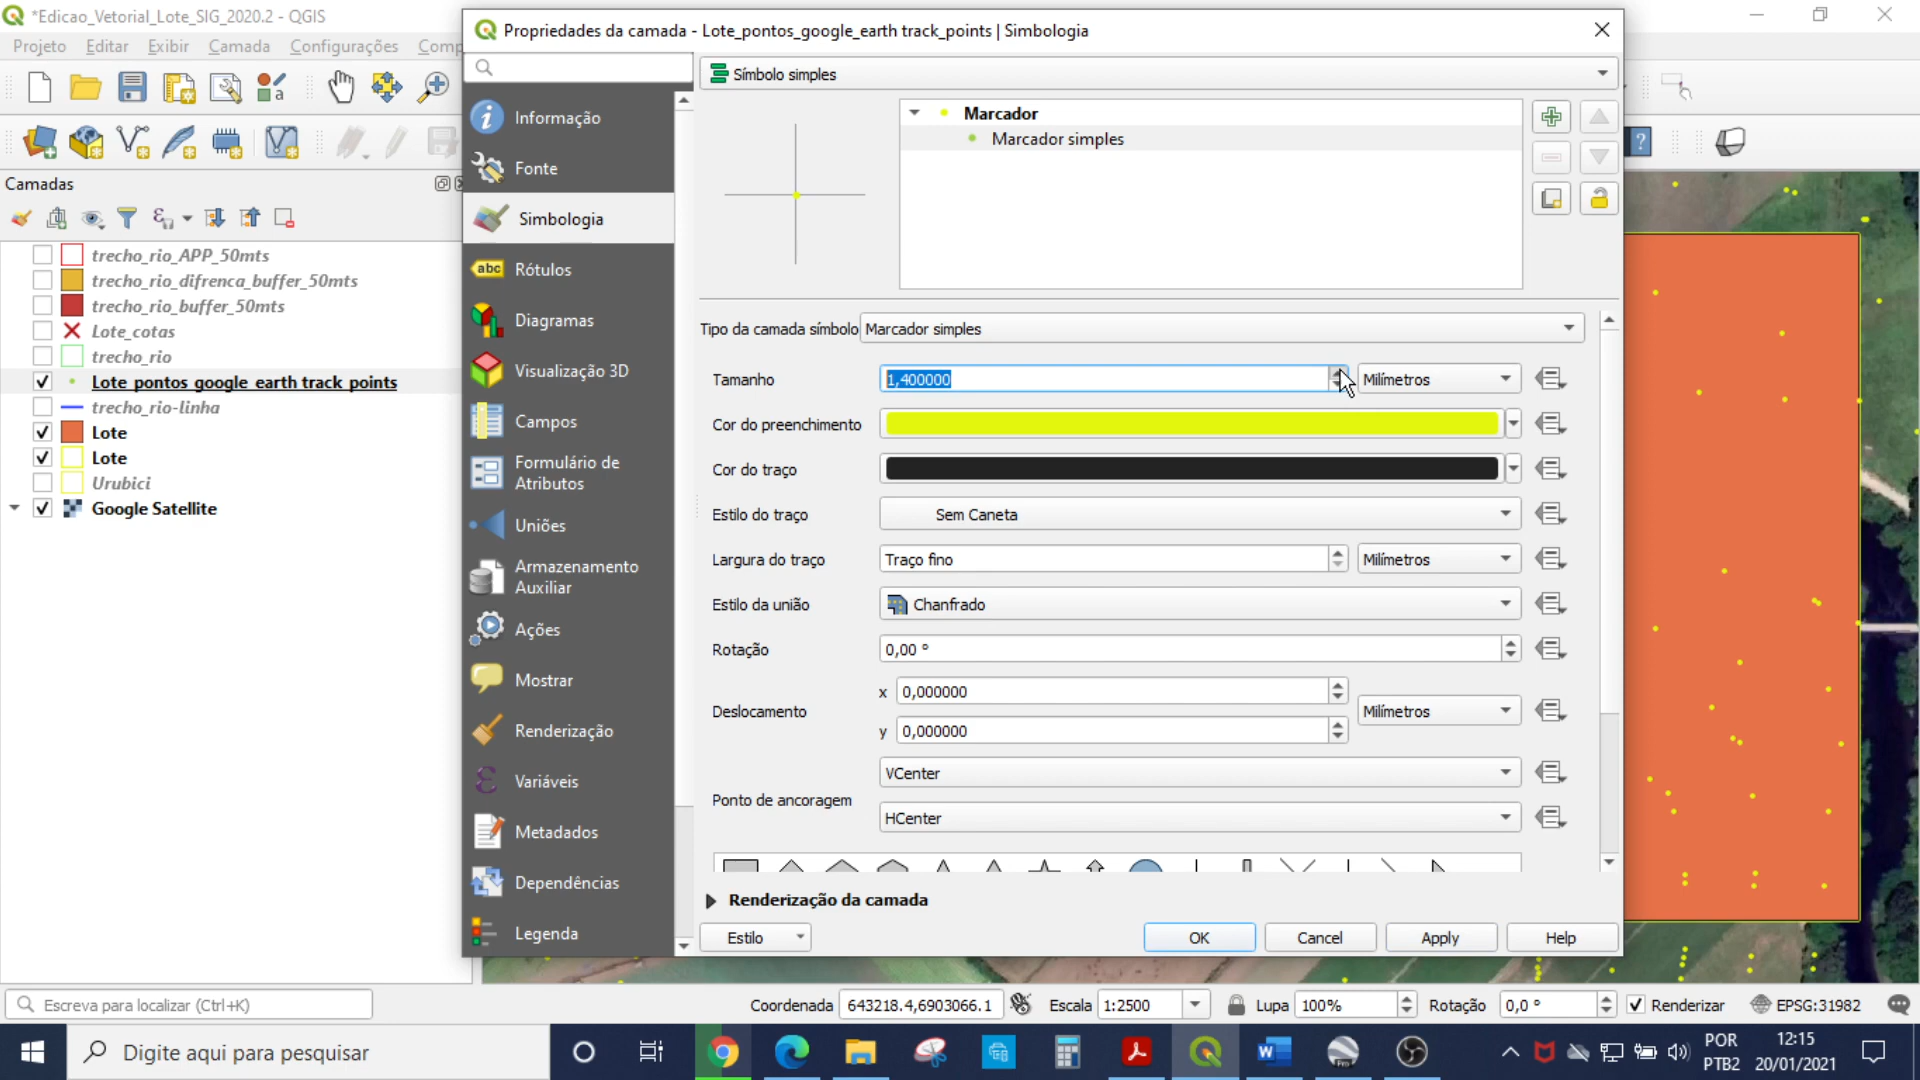 *Edicao_Vetorial_Lote_SIG_2020.2 - QGIS
Projeto Editar Exibir Camada Configurações Comp
Camadas
trecho_rio_APP_50mts
trecho_rio_difrenca_buffer_50mts
trecho_rio_buffer_50mts
Lote_cotas
trecho_rio
Lote_pontos_google_earth track_points
trecho_rio-linha
Lote
Lote
Urubici
Google Satellite
Propriedades da camada - Lote_pontos_google_earth track_points | Simbologia
Informação
Fonte
Simbologia
abc Rótulos
Diagramas
Visualização 3D
Campos
Formulário de
Atributos
Uniões
Armazenamento
Auxiliar
Ações
Mostrar
Renderização
Variáveis
Metadados
Dependências
Legenda
Símbolo simples
Marcador
Marcador simples
Tipo da camada símbolo Marcador simples
Tamanho 1,400000 Milímetros
Cor do preenchimento
Cor do traço
Estilo do traço Sem Caneta
Largura do traço Traço fino Milímetros
Estilo da união Chanfrado
Rotação 0,00 °
Deslocamento x 0,000000 Milímetros
y 0,000000
Ponto de ancoragem VCenter
HCenter
Renderização da camada
Estilo OK Cancel Apply Help
Escreva para localizar (Ctrl+K) Coordenada 643218.4,6903066.1 Escala 1:2500 Lupa 100% Rotação 0,0 ° Renderizar EPSG:31982
Digite aqui para pesquisar
POR 12:15
PTB2 20/01/2021